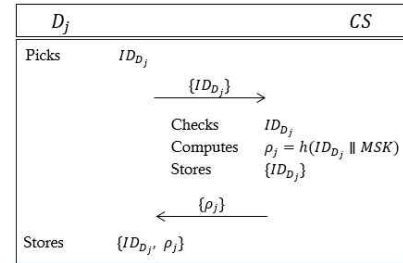 D_j CS
Picks ID_{D_j}
{ID_{D_j}}
Checks ID_{D_j}
Computes ρ_j = h(ID_{D_j} ∥ MSK)
Stores {ID_{D_j}}
{ρ_j}
Stores {ID_{D_j}, ρ_j}